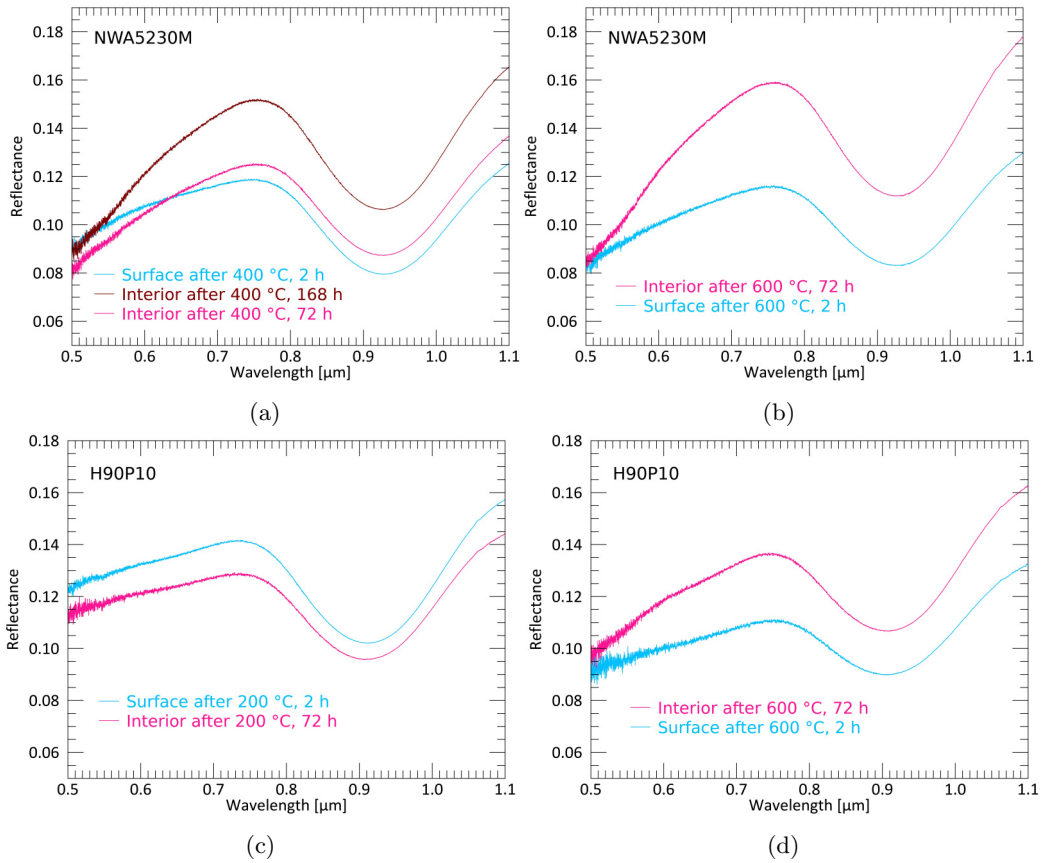 NWA5230M
0.18
0.16
0.14
0.12
0.10
0.08
0.06
Reflectance
Surface after 400 °C, 2 h
Interior after 400 °C, 168 h
Interior after 400 °C, 72 h
0.5 0.6 0.7 0.8 0.9 1.0 1.1
Wavelength [µm]
(a)
NWA5230M
0.18
0.16
0.14
0.12
0.10
0.08
0.06
Reflectance
Interior after 600 °C, 72 h
Surface after 600 °C, 2 h
0.5 0.6 0.7 0.8 0.9 1.0 1.1
Wavelength [µm]
(b)
0.18
H90P10
0.16
0.14
0.12
0.10
0.08
0.06
Reflectance
Surface after 200 °C, 2 h
Interior after 200 °C, 72 h
0.5 0.6 0.7 0.8 0.9 1.0 1.1
Wavelength [µm]
(c)
0.18
H90P10
0.16
0.14
0.12
0.10
0.08
0.06
Reflectance
Interior after 600 °C, 72 h
Surface after 600 °C, 2 h
0.5 0.6 0.7 0.8 0.9 1.0 1.1
Wavelength [µm]
(d)